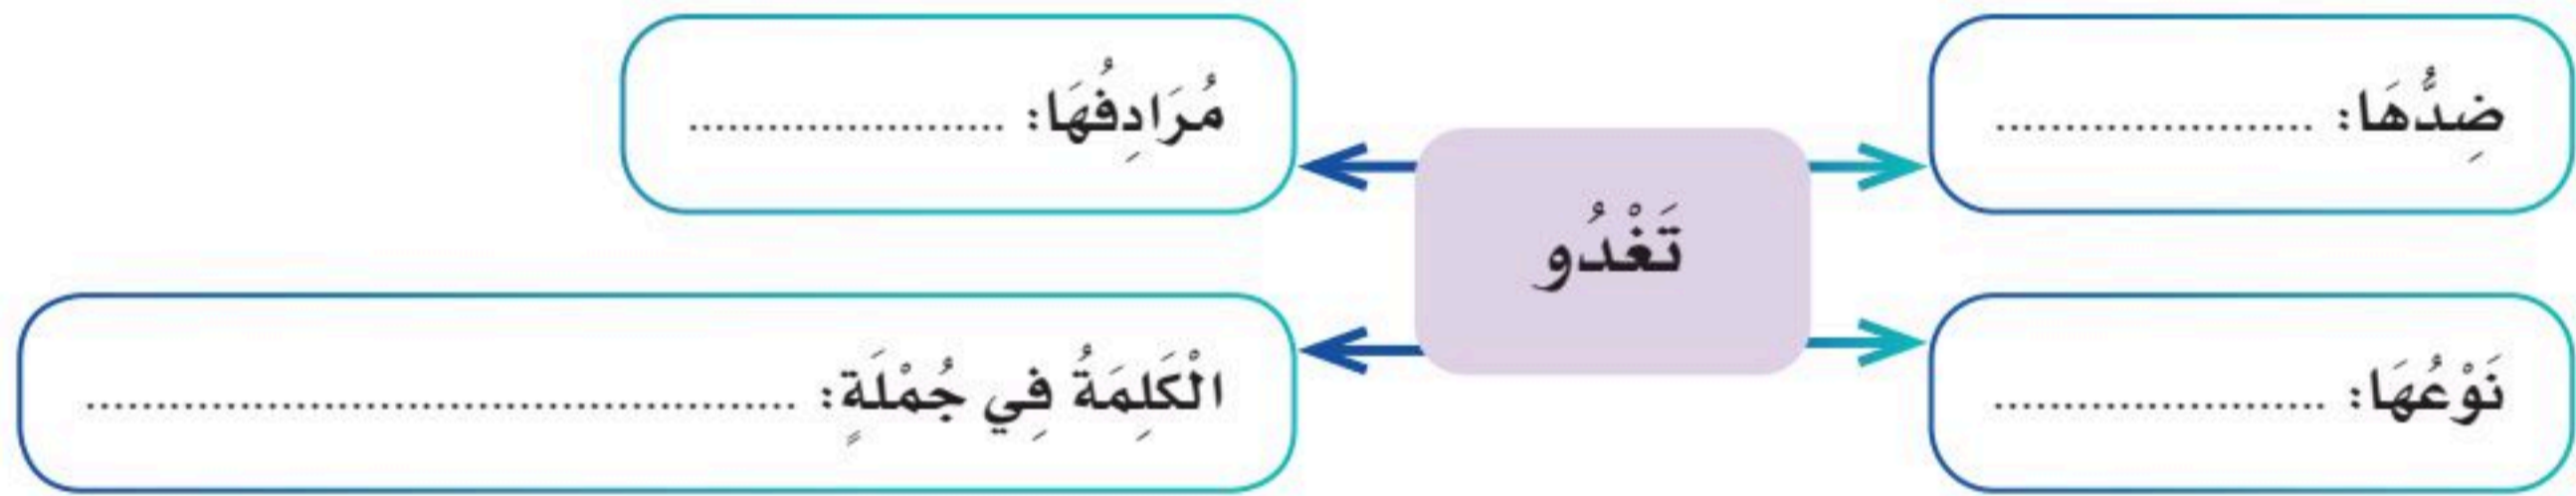 ضِدُّهَا: ......................
مُرَادِفُهَا: ......................
تَغْدُو
نَوْعُهَا: ......................
الْكَلِمَةُ فِي جُمْلَةٍ: ..................................................